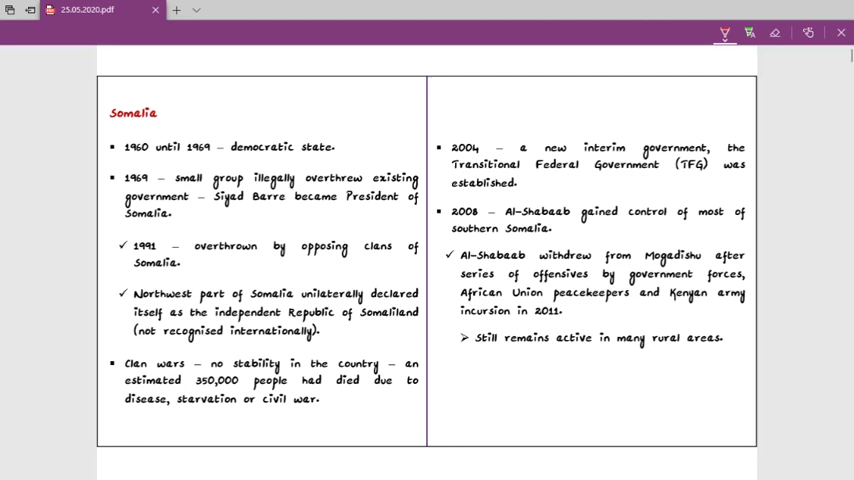 25.05.2020.pdf
Somalia
▪ 1960 until 1969 – democratic state.
▪ 1969 – small group illegally overthrew existing
government – Siyad Barre became President of
Somalia.
✓ 1991 – overthrown by opposing clans of
Somalia.
✓ Northwest part of Somalia unilaterally declared
itself as the independent Republic of Somaliland
(not recognised internationally).
▪ Clan wars – no stability in the country – an
estimated 350,000 people had died due to
disease, starvation or civil war.
▪ 2004 – a new interim government, the
Transitional Federal Government (TFG) was
established.
▪ 2008 – Al-Shabaab gained control of most of
southern Somalia.
✓ Al-Shabaab withdrew from Mogadishu after
series of offensives by government forces,
African Union peacekeepers and Kenyan army
incursion in 2011.
➢ Still remains active in many rural areas.